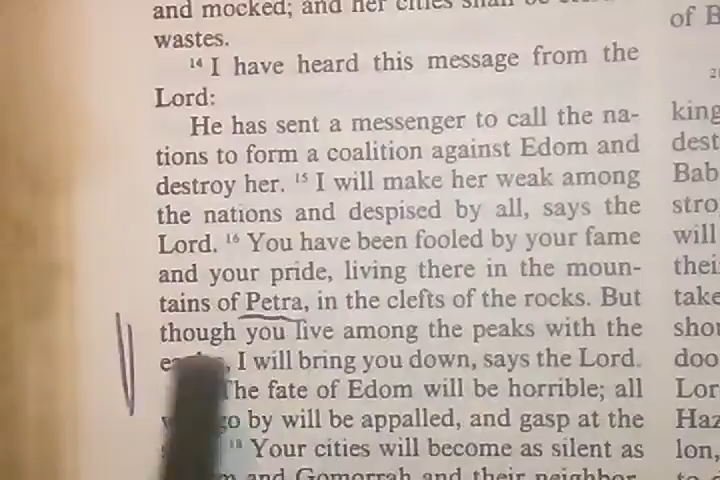 and mocked; and her cities shall be
wastes.
14 I have heard this message from the
Lord:
He has sent a messenger to call the na-
tions to form a coalition against Edom and
destroy her. 15 I will make her weak among
the nations and despised by all, says the
Lord. 16 You have been fooled by your fame
and your pride, living there in the moun-
tains of Petra, in the clefts of the rocks. But
though you live among the peaks with the
I will bring you down, says the Lord.
The fate of Edom will be horrible; all
go by will be appalled, and gasp at the
18 Your cities will become as silent as
and Gomorrah and their neighbor
of B
king
dest
Bab
stro
will
thei
take
shou
doo
Lor
Haz
lon,